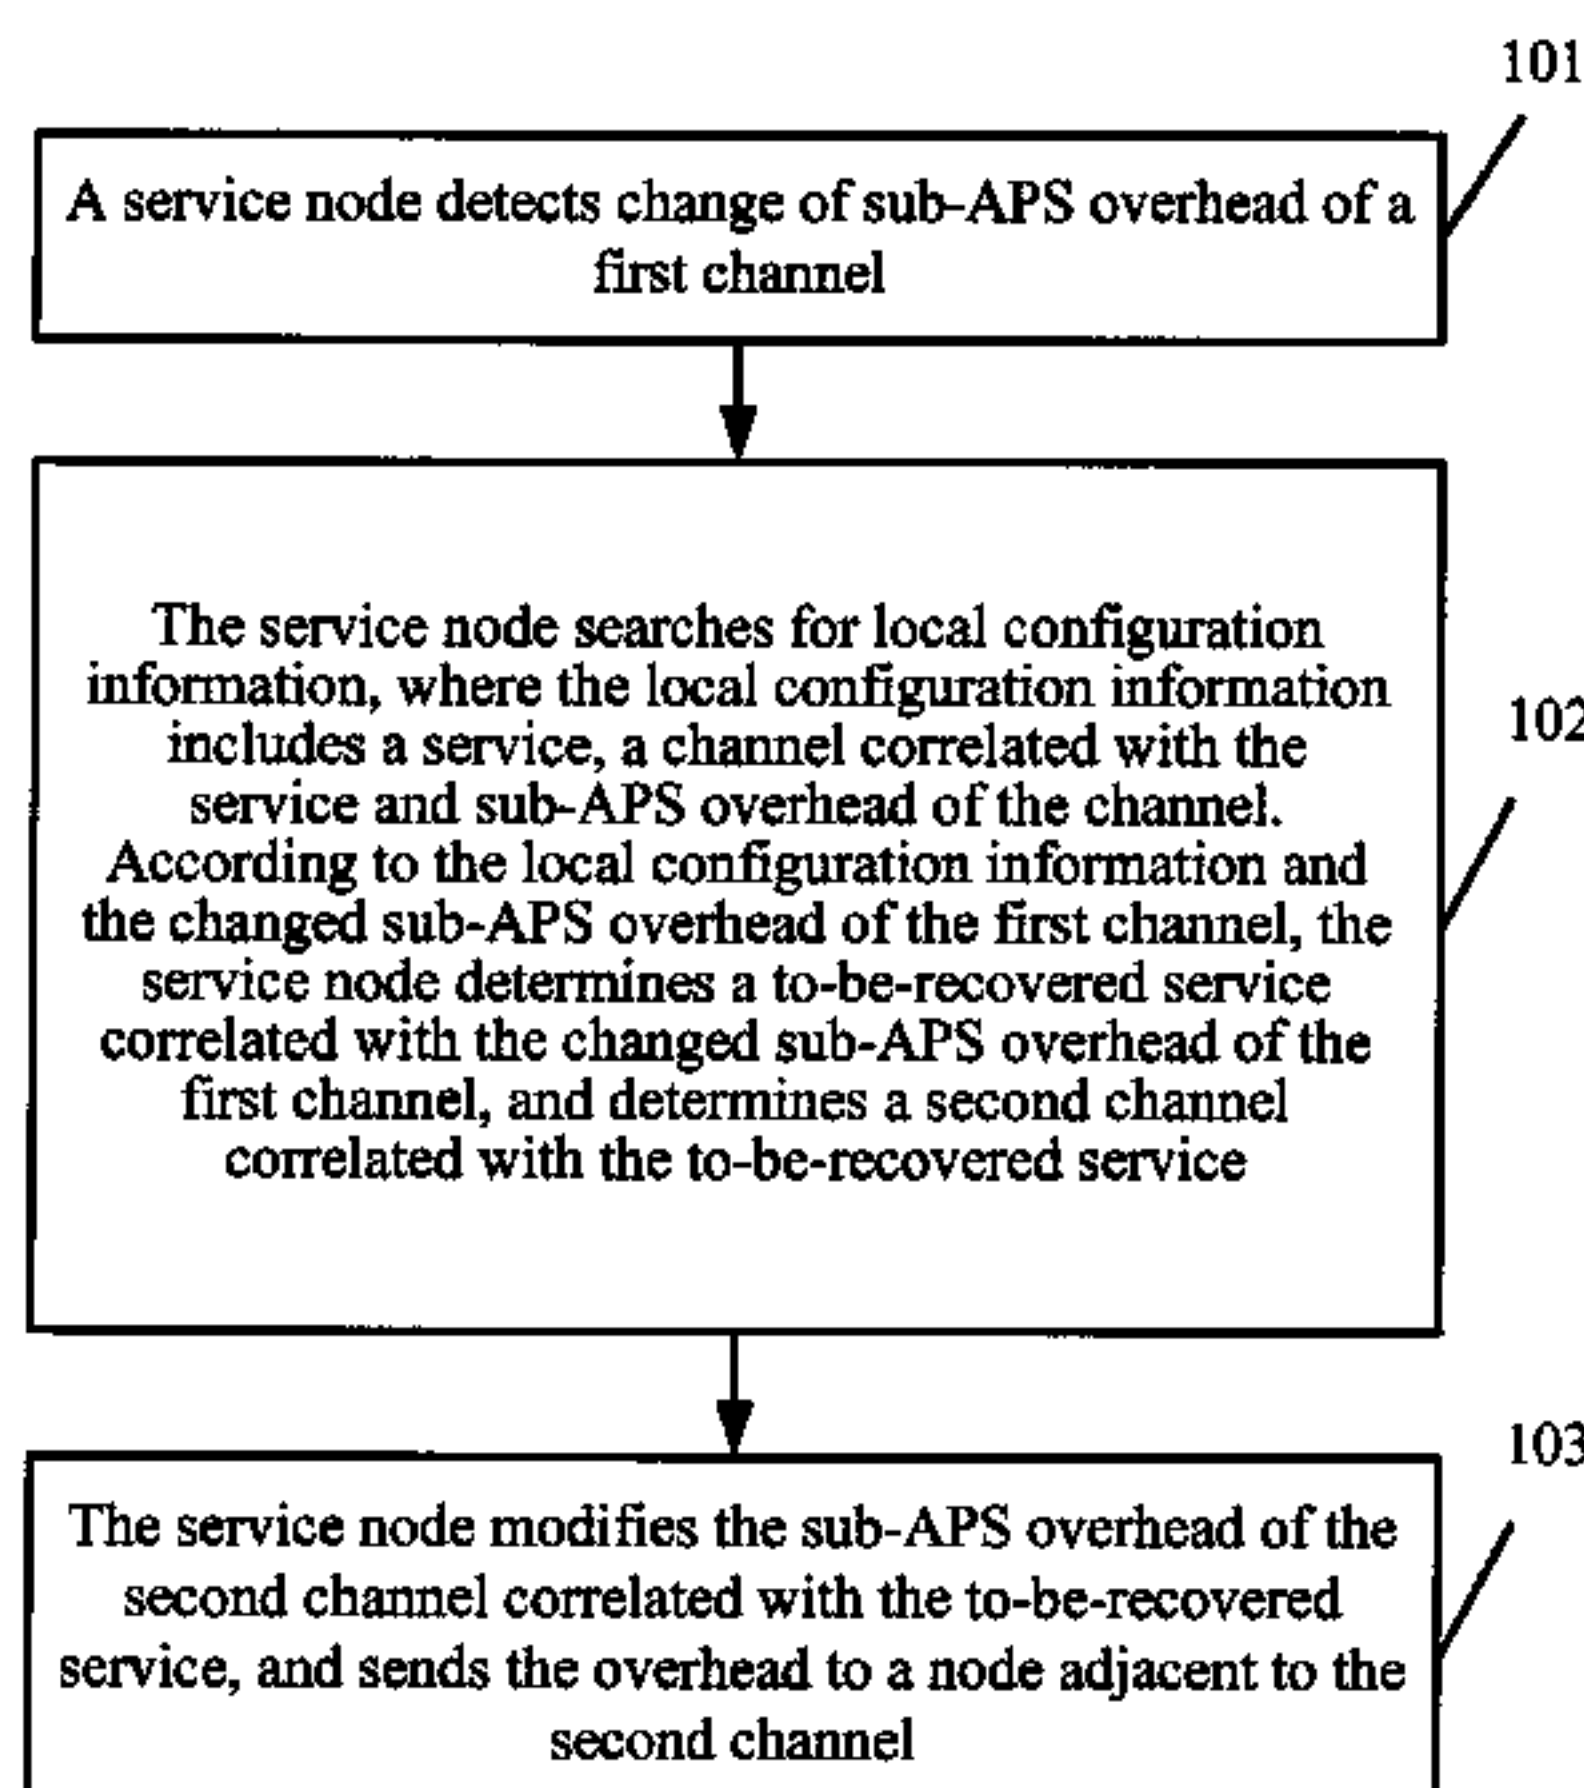 101
A service node detects change of sub-APS overhead of a
first channel
The service node searches for local configuration
information, where the local configuration information
includes a service, a channel correlated with the
service and sub-APS overhead of the channel.
According to the local configuration information and
the changed sub-APS overhead of the first channel, the
service node determines a to-be-recovered service
correlated with the changed sub-APS overhead of the
first channel, and determines a second channel
correlated with the to-be-recovered service
102
103
The service node modifies the sub-APS overhead of the
second channel correlated with the to-be-recovered
service, and sends the overhead to a node adjacent to the
second channel